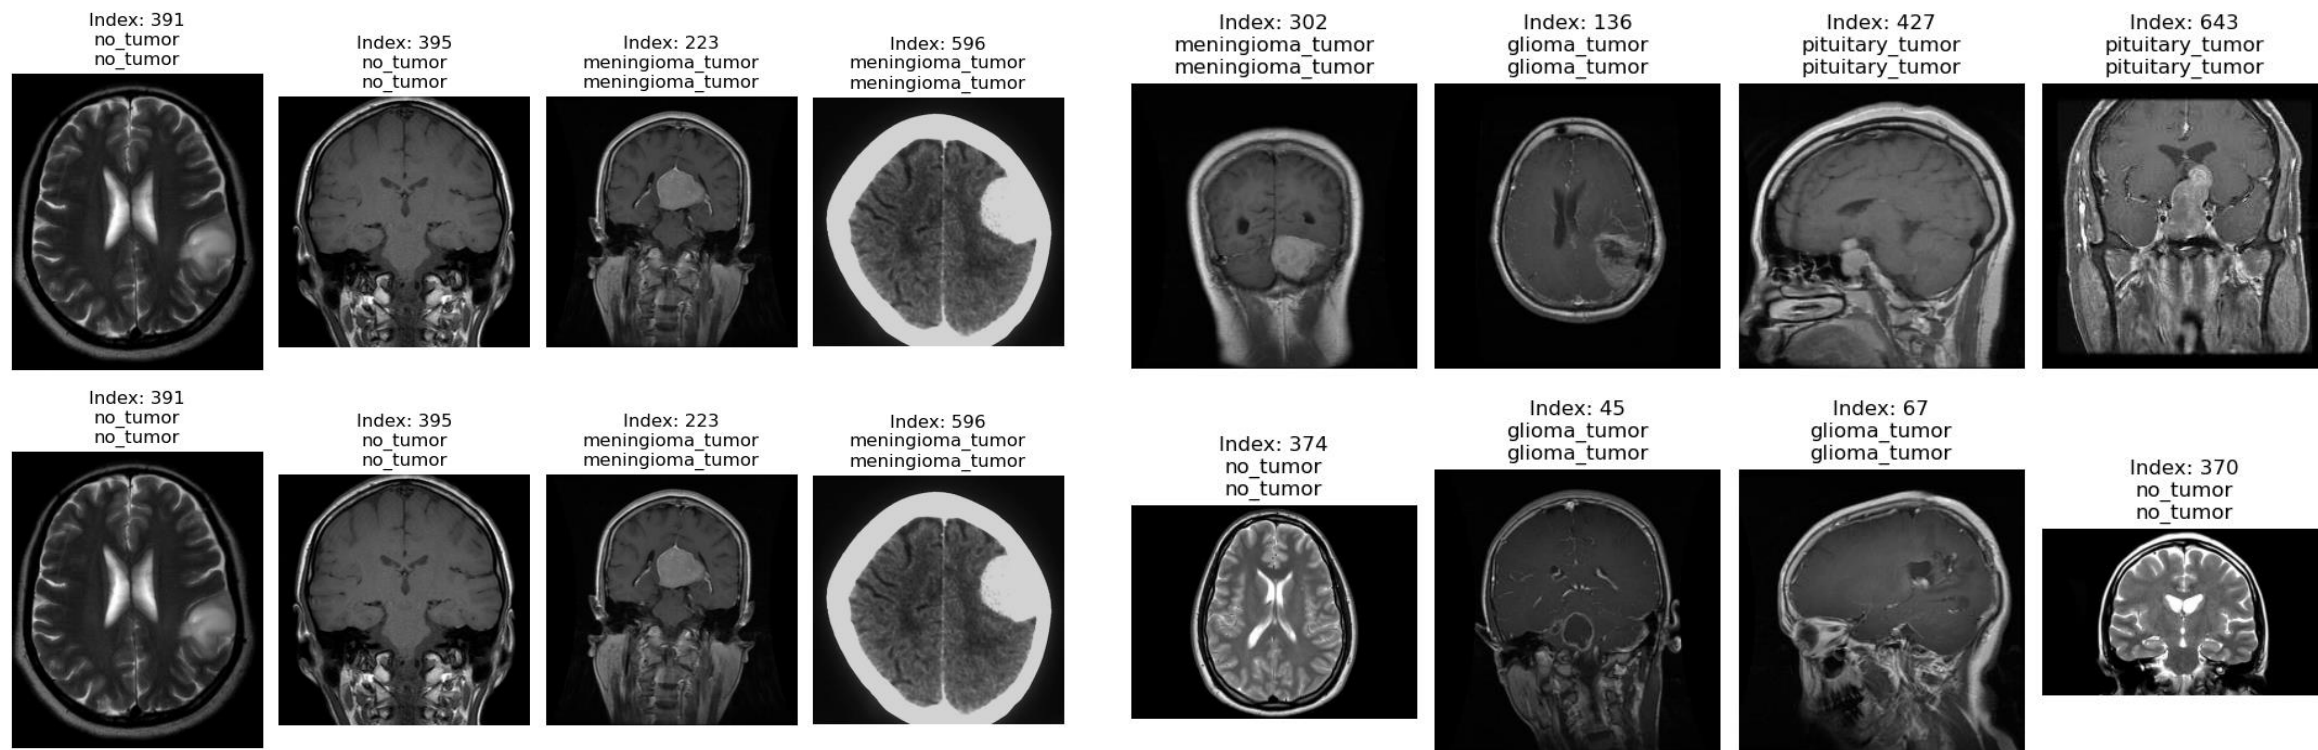 Index: 391
no_tumor
no_tumor
Index: 395
no_tumor
no_tumor
Index: 223
meningioma_tumor
meningioma_tumor
Index: 596
meningioma_tumor
meningioma_tumor
Index: 302
meningioma_tumor
meningioma_tumor
Index: 136
glioma_tumor
glioma_tumor
Index: 427
pituitary_tumor
pituitary_tumor
Index: 643
pituitary_tumor
pituitary_tumor
Index: 391
no_tumor
no_tumor
Index: 395
no_tumor
no_tumor
Index: 223
meningioma_tumor
meningioma_tumor
Index: 596
meningioma_tumor
meningioma_tumor
Index: 374
no_tumor
no_tumor
Index: 45
glioma_tumor
glioma_tumor
Index: 67
glioma_tumor
glioma_tumor
Index: 370
no_tumor
no_tumor